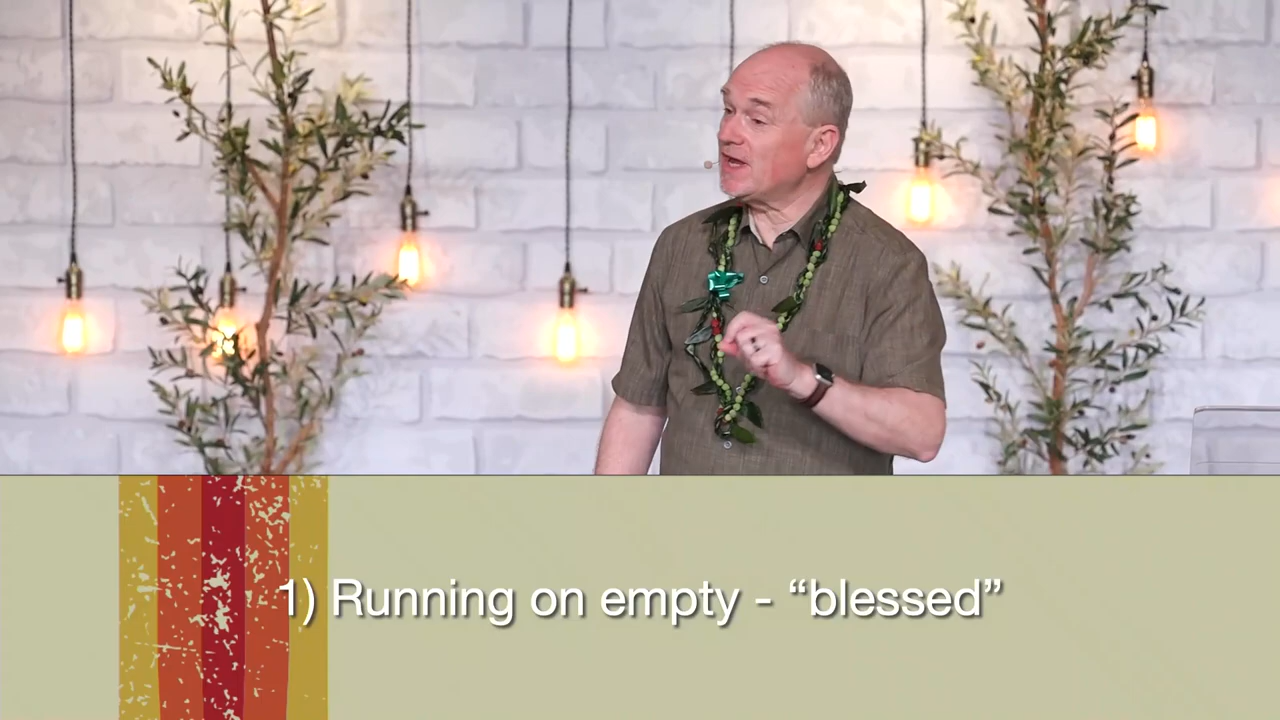 1) Running on empty - “blessed”